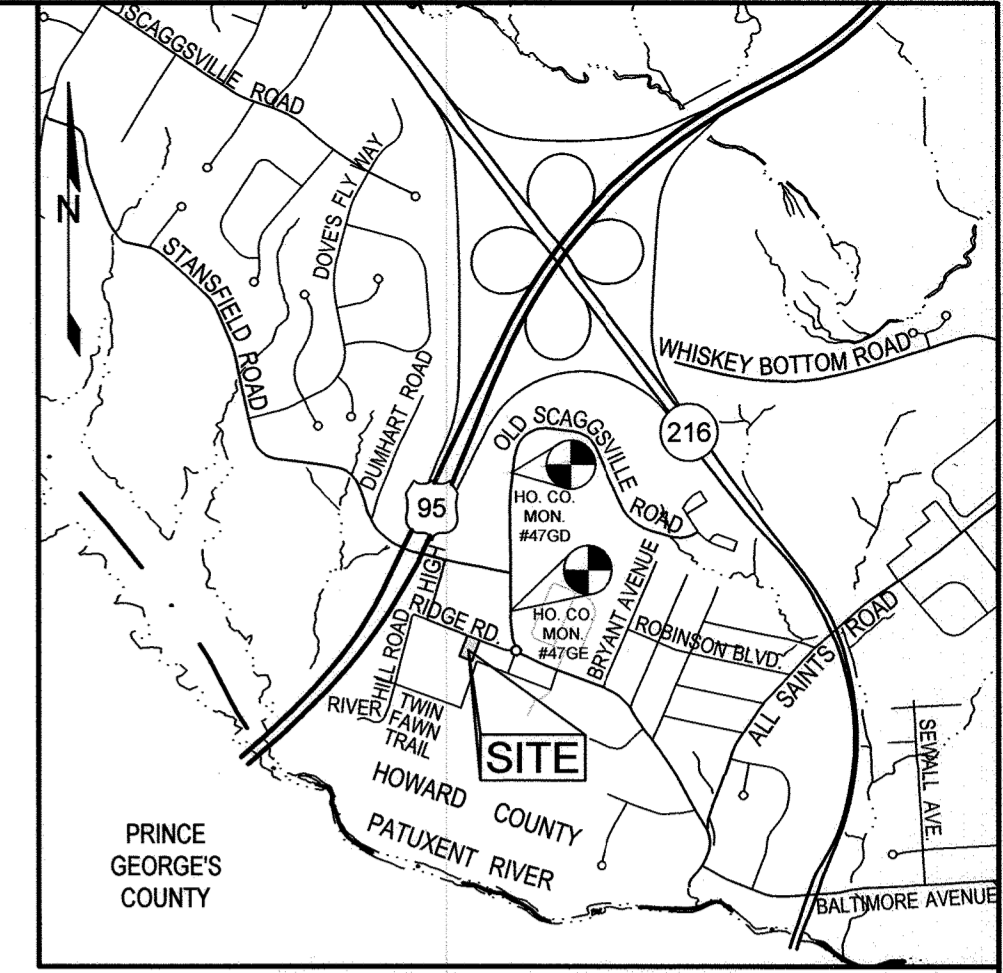 SCAGGSVILLE ROAD
N
DOVE'S FLY WAY
STANSFIELD ROAD
DUMHART ROAD
WHISKEY BOTTOM ROAD
216
OLD SCAGGSVILLE ROAD
95
HO. CO.
MON.
#47GD
HIGH
RIDGE RD.
HO. CO.
MON.
#47GE
BRYANT AVENUE
ROBINSON BLVD.
ALL SAINTS ROAD
HILL ROAD
RIVER
TWIN
FAWN
TRAIL
SITE
SEWALL AVE.
HOWARD COUNTY
PATUXENT RIVER
PRINCE
GEORGE'S
COUNTY
BALTIMORE AVENUE